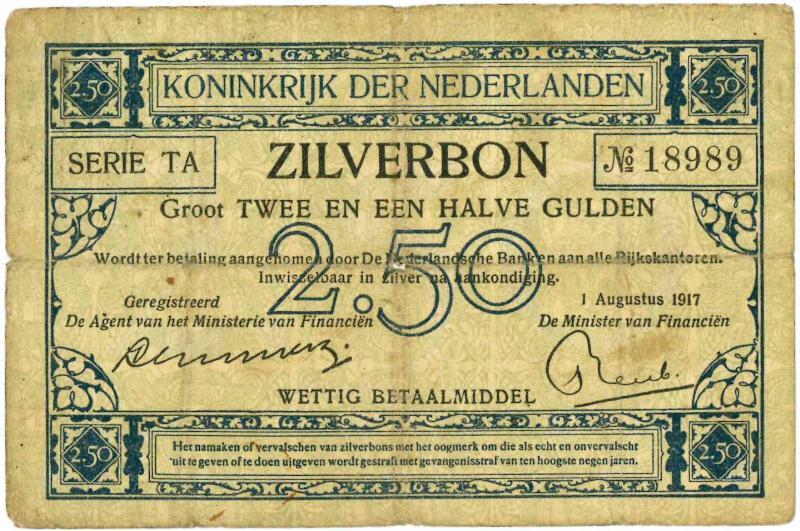 2.50 KONINKRIJK DER NEDERLANDEN 2.50
SERIE TA ZILVERBON № 18989
Groot TWEE EN EEN HALVE GULDEN
2.50
Wordt ter betaling aangenomen door De Nederlandsche Bank en aan alle Rijkskantoren.
Inwisselbaar in Zilver na aankondiging.
Geregistreerd 1 Augustus 1917
De Agent van het Ministerie van Financiën De Minister van Financiën
WETTIG BETAALMIDDEL
2.50 Het namaken of vervalschen van zilverbons met het oogmerk om die als echt en onvervalscht 2.50
uit te geven of te doen uitgeven wordt gestraft met gevangenisstraf van ten hoogste negen jaren.